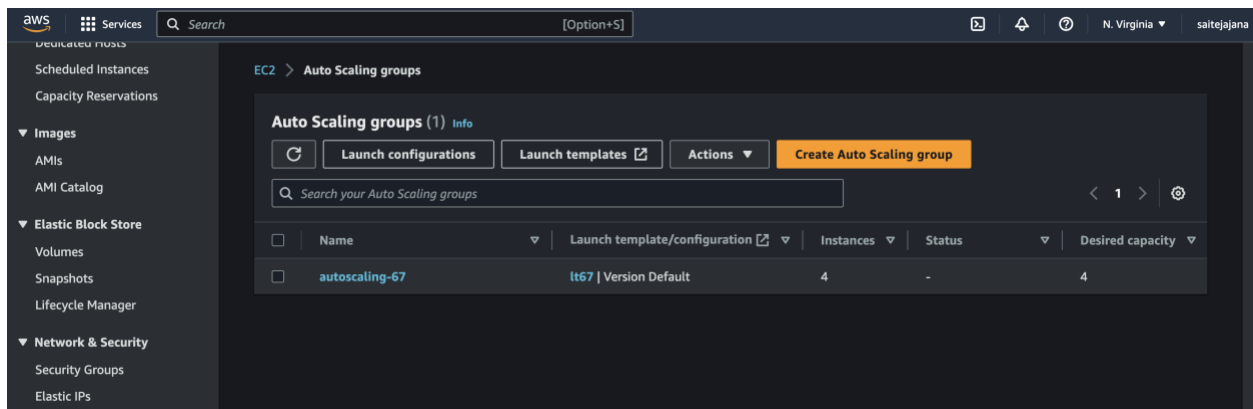 aws Services Search [Option+S] N. Virginia ▼ saitejajana
Dedicated Hosts
Scheduled Instances
Capacity Reservations
▼ Images
AMIs
AMI Catalog
▼ Elastic Block Store
Volumes
Snapshots
Lifecycle Manager
▼ Network & Security
Security Groups
Elastic IPs
EC2 > Auto Scaling groups
Auto Scaling groups (1) Info
Launch configurations Launch templates Actions ▼ Create Auto Scaling group
Search your Auto Scaling groups < 1 >
Name Launch template/configuration Instances Status Desired capacity
autoscaling-67 lt67 | Version Default 4 - 4